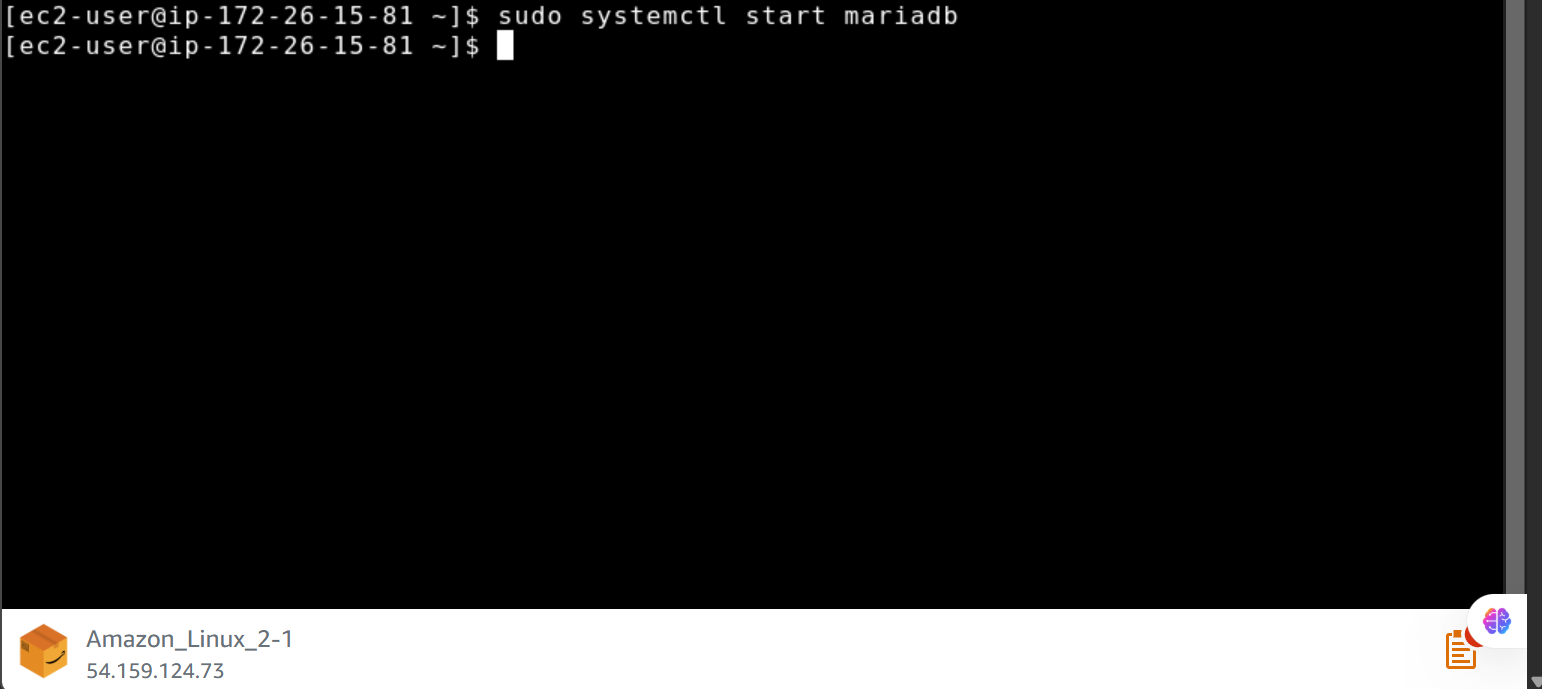 [ec2-user@ip-172-26-15-81 ~]$ sudo systemctl start mariadb
[ec2-user@ip-172-26-15-81 ~]$
Amazon_Linux_2-1
54.159.124.73